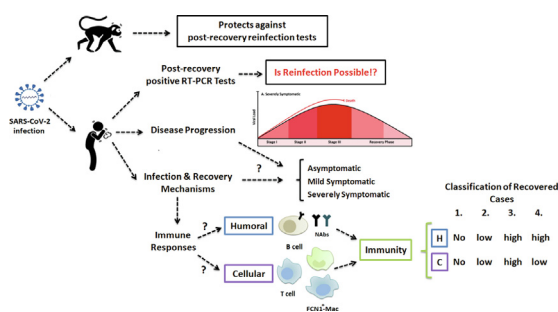 Protects against
post-recovery reinfection tests
SARS-CoV-2
infection
Post-recovery
positive RT-PCR Tests
Is Reinfection Possible!?
A. Severely Symptomatic
Viral Load
Death
Stage I
Stage II
Stage III
Recovery Phase
Disease Progression
?
Infection & Recovery
Mechanisms
?
Asymptomatic
Mild Symptomatic
Severely Symptomatic
Classification of Recovered
Cases
1. 2. 3. 4.
H No low high high
C No low high low
Immune
Responses
?
Humoral
B cell
NAbs
Immunity
?
Cellular
T cell
FCN1-Mac